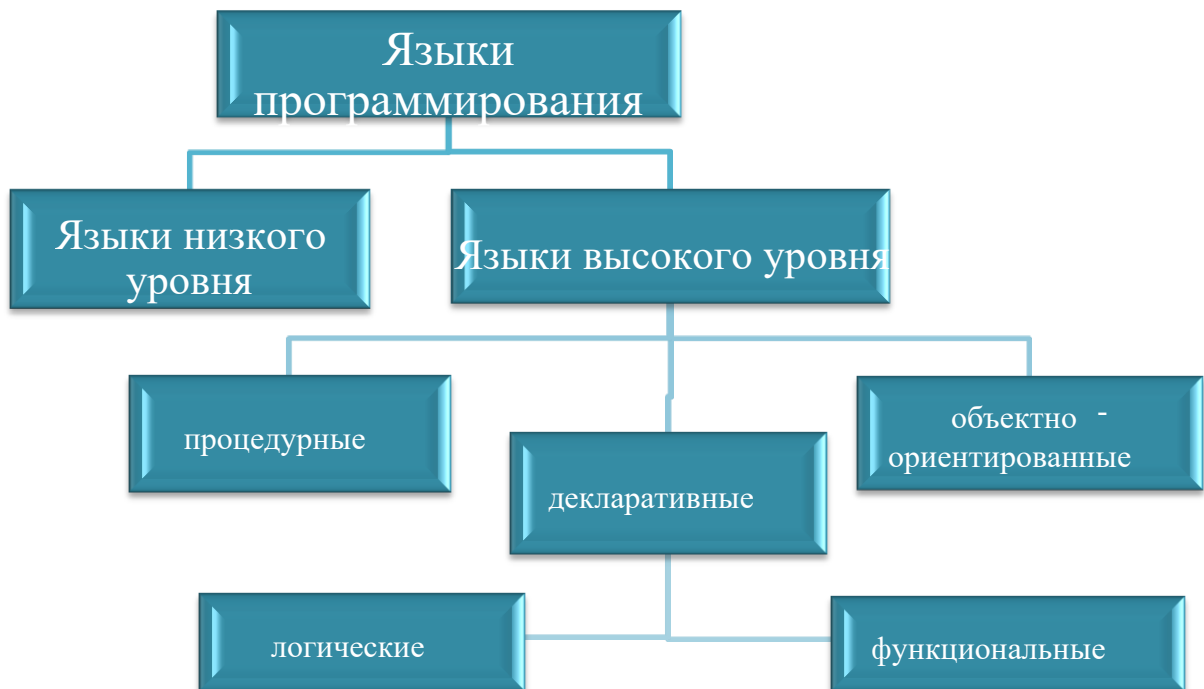 Языки
программирования
Языки низкого
уровня
Языки высокого уровня
процедурные
объектно -
ориентированные
декларативные
логические
функциональные